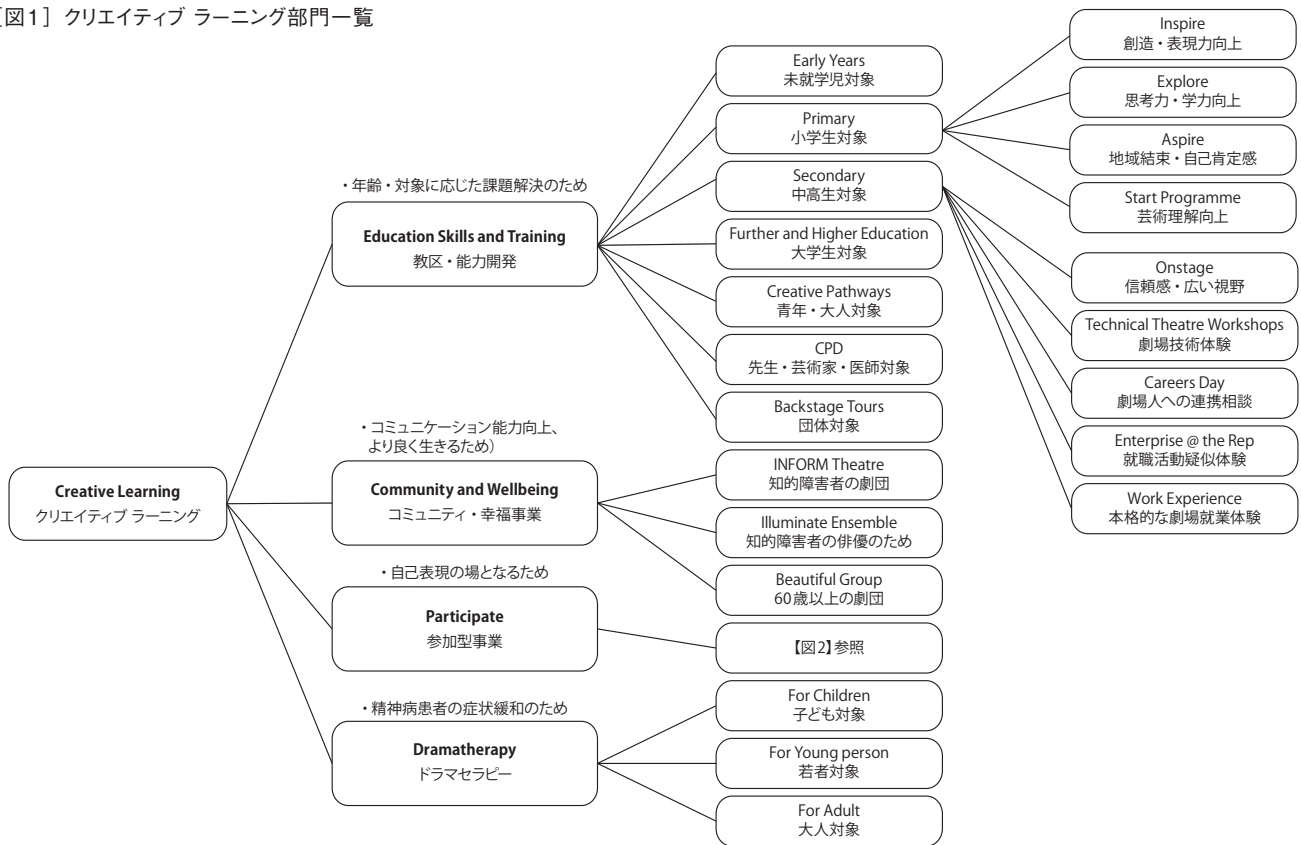 ［図1］ クリエイティブ ラーニング部門一覧
Creative Learning
クリエイティブ ラーニング
・年齢・対象に応じた課題解決のため
Education Skills and Training
教区・能力開発
・コミュニケーション能力向上、
より良く生きるため）
Community and Wellbeing
コミュニティ・幸福事業
・自己表現の場となるため
Participate
参加型事業
・精神病患者の症状緩和のため
Dramatherapy
ドラマセラピー
Early Years
未就学児対象
Primary
小学生対象
Secondary
中高生対象
Further and Higher Education
大学生対象
Creative Pathways
青年・大人対象
CPD
先生・芸術家・医師対象
Backstage Tours
団体対象
INFORM Theatre
知的障害者の劇団
Illuminate Ensemble
知的障害者の俳優のため
Beautiful Group
60歳以上の劇団
【図2】参照
For Children
子ども対象
For Young person
若者対象
For Adult
大人対象
Inspire
創造・表現力向上
Explore
思考力・学力向上
Aspire
地域結束・自己肯定感
Start Programme
芸術理解向上
Onstage
信頼感・広い視野
Technical Theatre Workshops
劇場技術体験
Careers Day
劇場人への連携相談
Enterprise @ the Rep
就職活動疑似体験
Work Experience
本格的な劇場就業体験